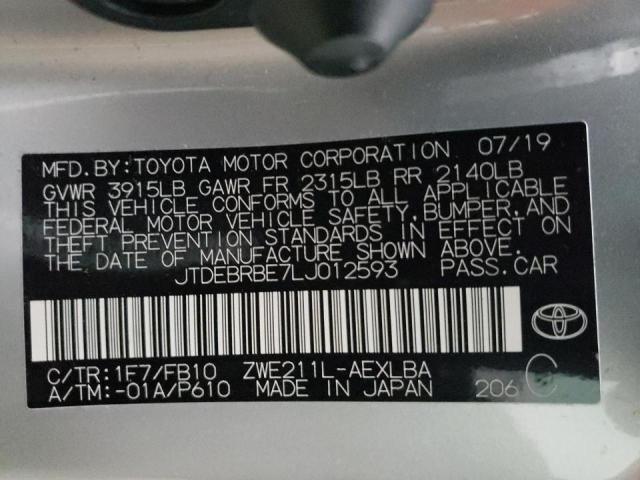 MFD.BY:TOYOTA MOTOR CORPORATION 07/19
GVWR 3915LB GAWR FR 2315LB RR 2140LB
THIS VEHICLE CONFORMS TO ALL APPLICABLE
FEDERAL MOTOR VEHICLE SAFETY,BUMPER,AND
THEFT PREVENTION STANDARDS IN EFFECT ON
THE DATE OF MANUFACTURE SHOWN ABOVE.
JTDEBRBE7LJ012593 PASS.CAR
C/TR:1F7/FB10 ZWE211L-AEXLBA
A/TM:-01A/P610 MADE IN JAPAN 206 C